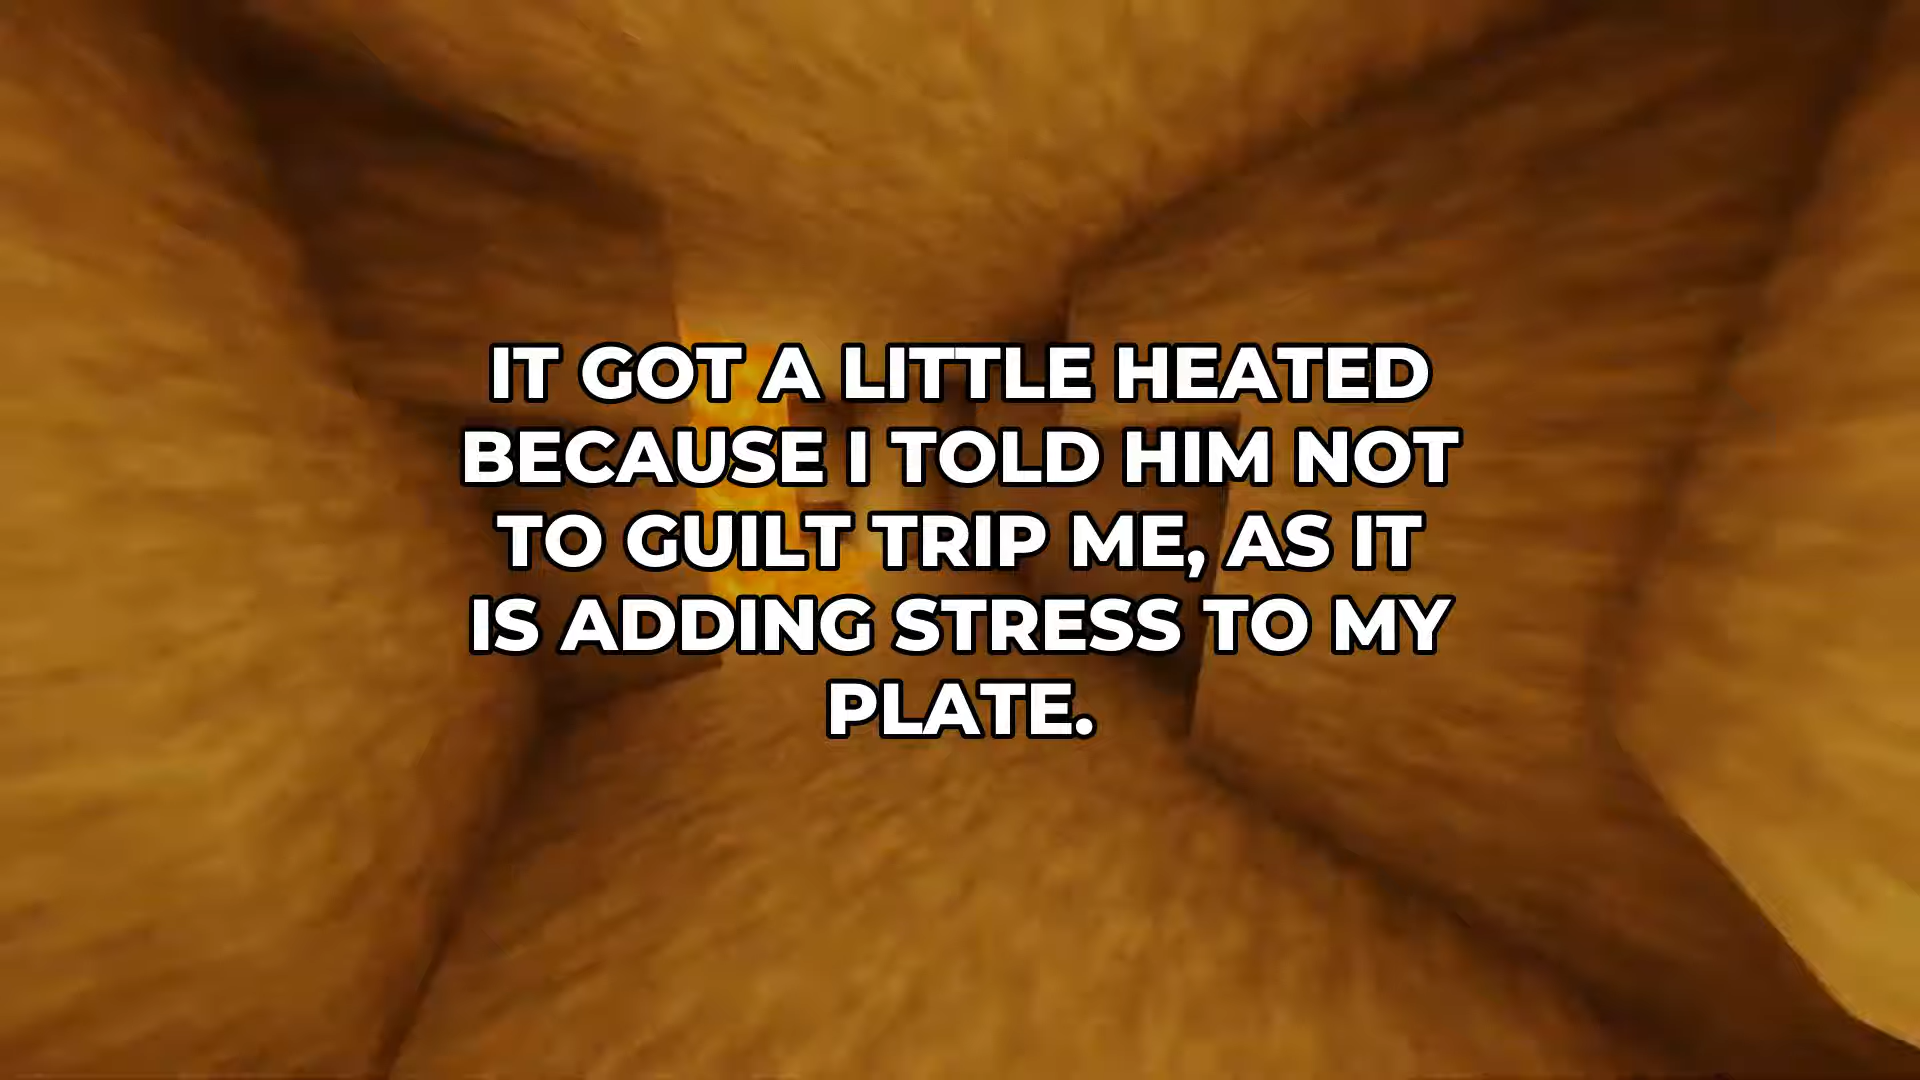 IT GOT A LITTLE HEATED
BECAUSE I TOLD HIM NOT
TO GUILT TRIP ME, AS IT
IS ADDING STRESS TO MY
PLATE.